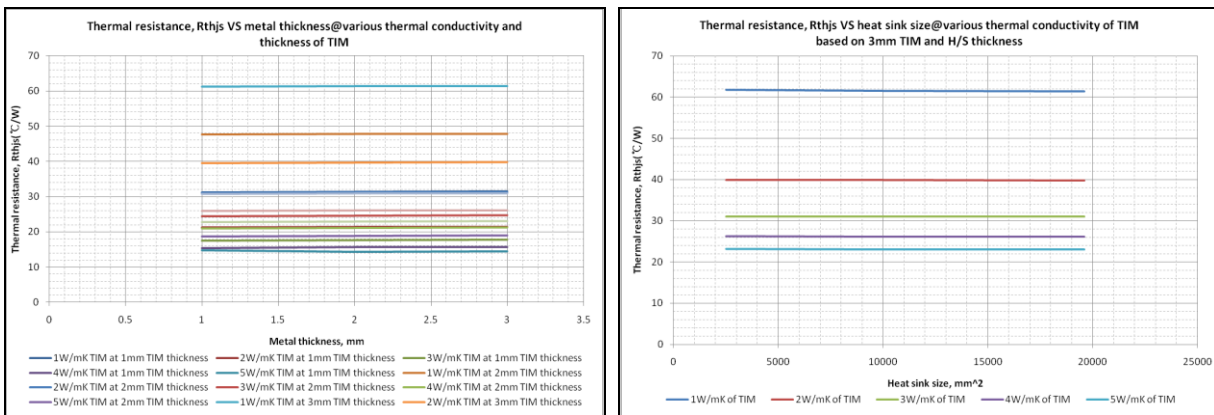 Thermal resistance, Rthjs VS metal thickness@various thermal conductivity and
thickness of TIM
Thermal resistance, Rthjs(℃/W)
70
60
50
40
30
20
10
0
0 0.5 1 1.5 2 2.5 3 3.5
Metal thickness, mm
1W/mK TIM at 1mm TIM thickness 2W/mK TIM at 1mm TIM thickness 3W/mK TIM at 1mm TIM thickness
4W/mK TIM at 1mm TIM thickness 5W/mK TIM at 1mm TIM thickness 1W/mK TIM at 2mm TIM thickness
2W/mK TIM at 2mm TIM thickness 3W/mK TIM at 2mm TIM thickness 4W/mK TIM at 2mm TIM thickness
5W/mK TIM at 2mm TIM thickness 1W/mK TIM at 3mm TIM thickness 2W/mK TIM at 3mm TIM thickness
Thermal resistance, Rthjs VS heat sink size@various thermal conductivity of TIM
based on 3mm TIM and H/S thickness
Thermal resistance, Rthjs(℃/W)
70
60
50
40
30
20
10
0
0 5000 10000 15000 20000 25000
Heat sink size, mm^2
1W/mK of TIM 2W/mK of TIM 3W/mK of TIM 4W/mK of TIM 5W/mK of TIM